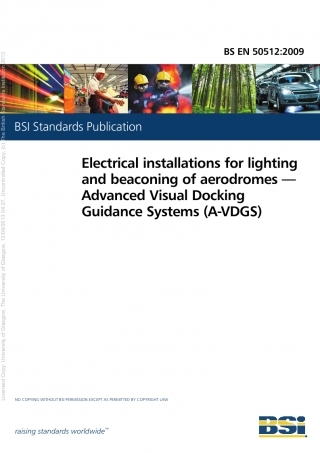 BS EN 50512:2009
BSI Standards Publication
Electrical installations for lighting
and beaconing of aerodromes —
Advanced Visual Docking
Guidance Systems (A-VDGS)
NO COPYING WITHOUT BSI PERMISSION EXCEPT AS PERMITTED BY COPYRIGHT LAW
raising standards worldwide™
BSi